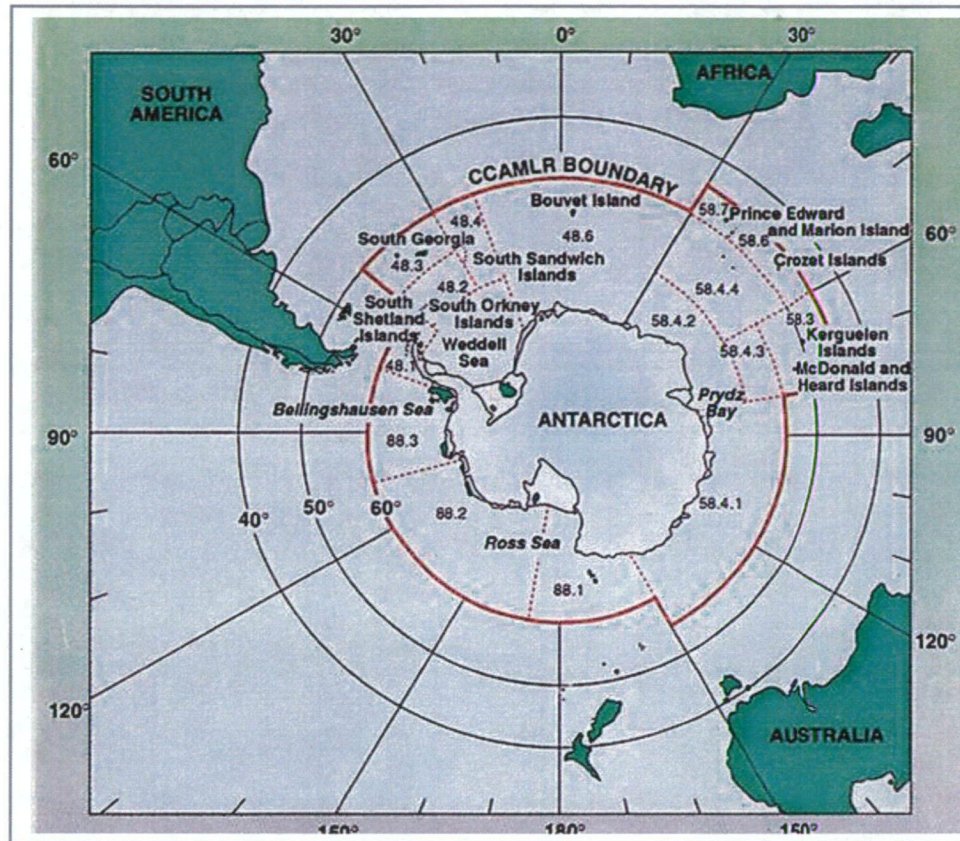 30°
0°
30°
SOUTH
AMERICA
AFRICA
60°
CCAMLR BOUNDARY
Bouvet Island
48.4
48.6
58.7
Prince Edward
and Marion Island
58.6
60°
South Georgia
48.3
South Sandwich
Islands
Crozet Islands
48.2
58.4.4
South
Shetland
Islands
South Orkney
Islands
58.4.2
58.3
Weddell
Sea
58.4.3
Kerguelen
Islands
48.1
McDonald and
Heard Islands
Bellingshausen Sea
Prydz
Bay
ANTARCTICA
90°
88.3
90°
40°
50°
60°
88.2
58.4.1
Ross Sea
88.1
120°
120°
AUSTRALIA
150°
180°
150°